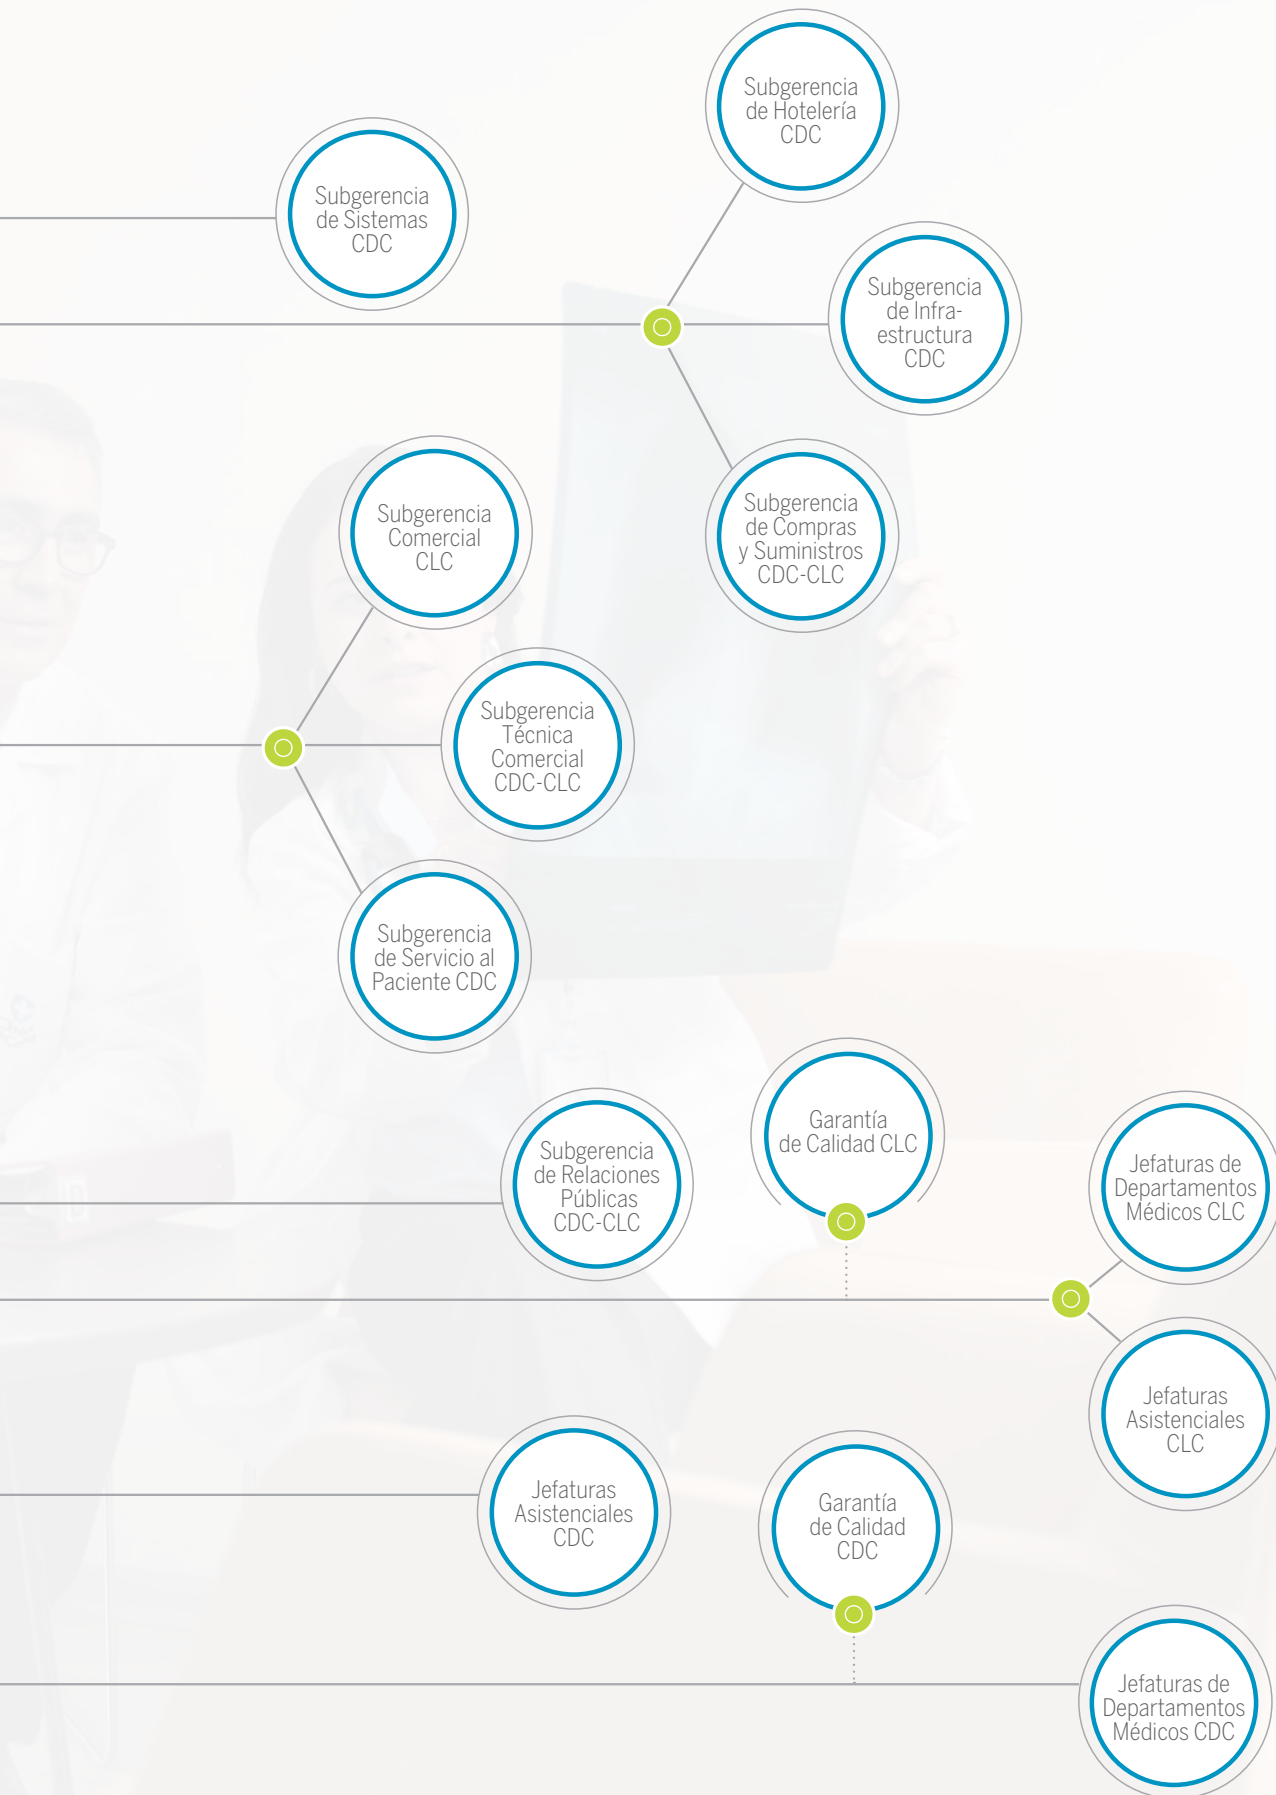 Subgerencia
de Hotelería
CDC
Subgerencia
de Sistemas
CDC
Subgerencia
de Infra-
estructura
CDC
Subgerencia
Comercial
CLC
Subgerencia
de Compras
y Suministros
CDC-CLC
Subgerencia
Técnica
Comercial
CDC-CLC
Subgerencia
de Servicio al
Paciente CDC
Subgerencia
de Relaciones
Públicas
CDC-CLC
Garantía
de Calidad CLC
Jefaturas de
Departamentos
Médicos CLC
Jefaturas
Asistenciales
CLC
Jefaturas
Asistenciales
CDC
Garantía
de Calidad
CDC
Jefaturas de
Departamentos
Médicos CDC